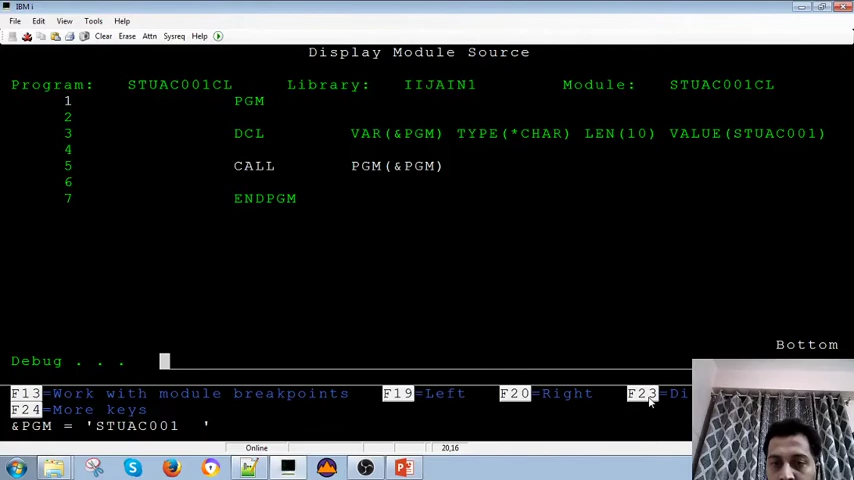 IBM i
File Edit View Tools Help
Clear Erase Attn Sysreq Help
Display Module Source
Program: STUAC001CL Library: IIJAIN1 Module: STUAC001CL
1 PGM
2
3 DCL VAR(&PGM) TYPE(*CHAR) LEN(10) VALUE(STUAC001)
4
5 CALL PGM(&PGM)
6
7 ENDPGM
Bottom
Debug . . .
F13=Work with module breakpoints F19=Left F20=Right F23=Di
F24=More keys
&PGM = 'STUAC001  '
Online 20,16